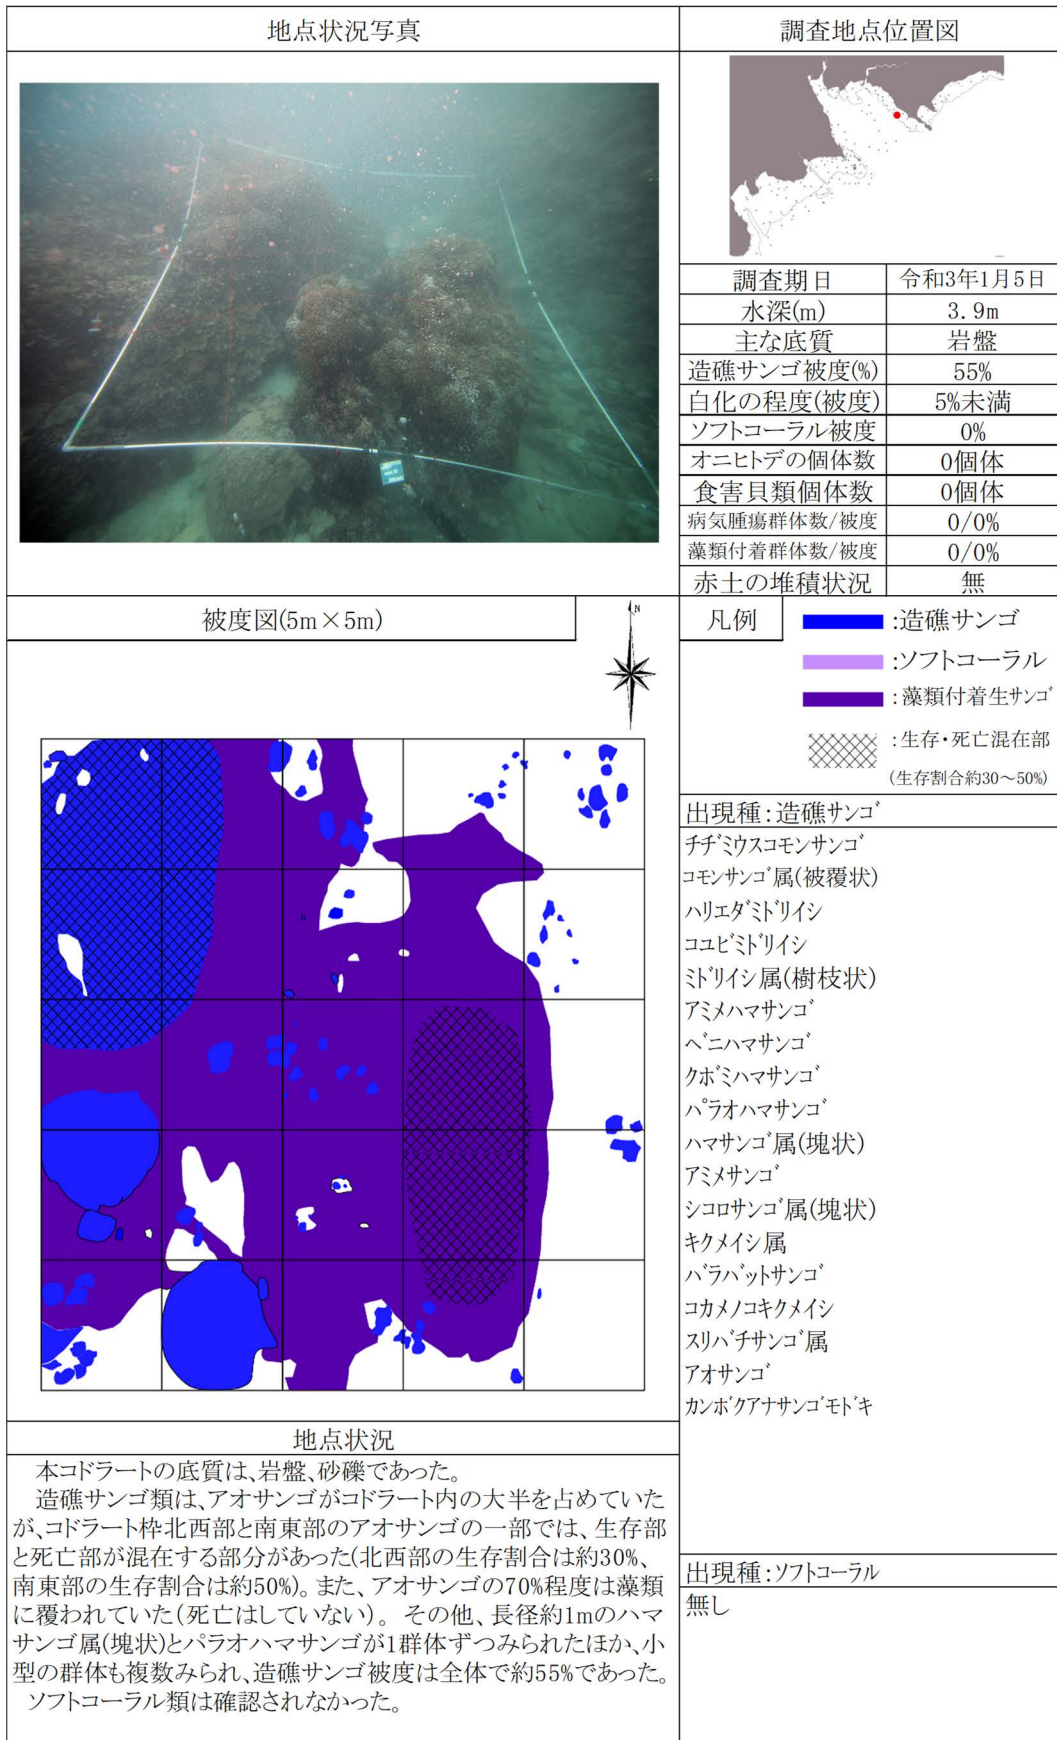 地点状況写真
調査地点位置図
調査期日 令和3年1月5日
水深(m) 3.9m
主な底質 岩盤
造礁サンゴ被度(%) 55%
白化の程度(被度) 5%未満
ソフトコーラル被度 0%
オニヒトデの個体数 0個体
食害貝類個体数 0個体
病気腫瘍群体数/被度 0/0%
藻類付着群体数/被度 0/0%
赤土の堆積状況 無
被度図(5m×5m)
N
凡例
:造礁サンゴ
:ソフトコーラル
:藻類付着生サンゴ
:生存・死亡混在部
(生存割合約30～50%)
出現種:造礁サンゴ
チヂミウスコモンサンゴ
コモンサンゴ属(被覆状)
ハリエダミドリイシ
コユビミドリイシ
ミドリイシ属(樹枝状)
アミメハマサンゴ
ベニハマサンゴ
クボミハマサンゴ
パラオハマサンゴ
ハマサンゴ属(塊状)
アミメサンゴ
シコロサンゴ属(塊状)
キクメイシ属
バラバットサンゴ
コカメノコキクメイシ
スリバチサンゴ属
アオサンゴ
カンボクアナサンゴモドキ
地点状況
本コドラートの底質は、岩盤、砂礫であった。
造礁サンゴ類は、アオサンゴがコドラート内の大半を占めていた
が、コドラート枠北西部と南東部のアオサンゴの一部では、生存部
と死亡部が混在する部分があった(北西部の生存割合は約30%、
南東部の生存割合は約50%)。また、アオサンゴの70%程度は藻類
に覆われていた(死亡はしていない)。その他、長径約1mのハマ
サンゴ属(塊状)とパラオハマサンゴが1群体ずつみられたほか、小
型の群体も複数みられ、造礁サンゴ被度は全体で約55%であった。
ソフトコーラル類は確認されなかった。
出現種:ソフトコーラル
無し